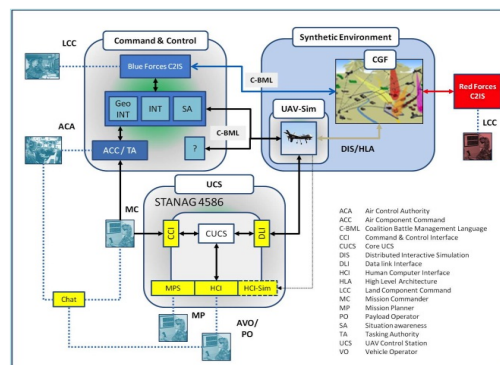 Command & Control
Synthetic Environment
LCC
Blue Forces C2IS
C-BML
CGF
Red Forces
C2IS
Geo
INT
INT
SA
UAV-Sim
ACA
C-BML
LCC
ACC / TA
?
DIS/HLA
UCS
STANAG 4586
MC
CCI
CUCS
DLI
Chat
MPS
HCI
HCI-Sim
MP
AVO/
PO
ACA Air Control Authority
ACC Air Component Command
C-BML Coalition Battle Management Language
CCI Command & Control Interface
CUCS Core UCS
DIS Distributed Interactive Simulation
DLI Data link Interface
HCI Human Computer Interface
HLA High Level Architecture
LCC Land Component Command
MC Mission Commander
MP Mission Planner
PO Payload Operator
SA Situation awareness
TA Tasking Authority
UCS UAV Control Station
VO Vehicle Operator